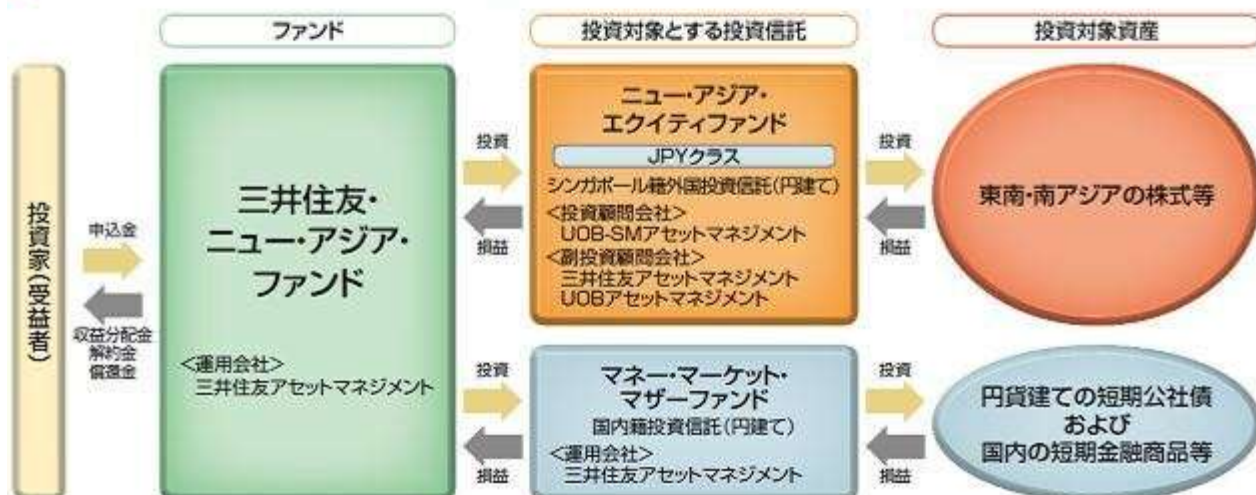 ファンド
投資対象とする投資信託
投資対象資産
投資家(受益者)
申込金
収益分配金
解約金
償還金
三井住友・
ニュー・アジア・
ファンド
<運用会社>
三井住友アセットマネジメント
投資
損益
ニュー・アジア・
エクイティファンド
JPYクラス
シンガポール籍外国投資信託(円建て)
<投資顧問会社>
UOB-SMアセットマネジメント
<副投資顧問会社>
三井住友アセットマネジメント
UOBアセットマネジメント
投資
損益
東南・南アジアの株式等
投資
損益
マネー・マーケット・
マザーファンド
国内籍投資信託(円建て)
<運用会社>
三井住友アセットマネジメント
投資
損益
円貨建ての短期公社債
および
国内の短期金融商品等